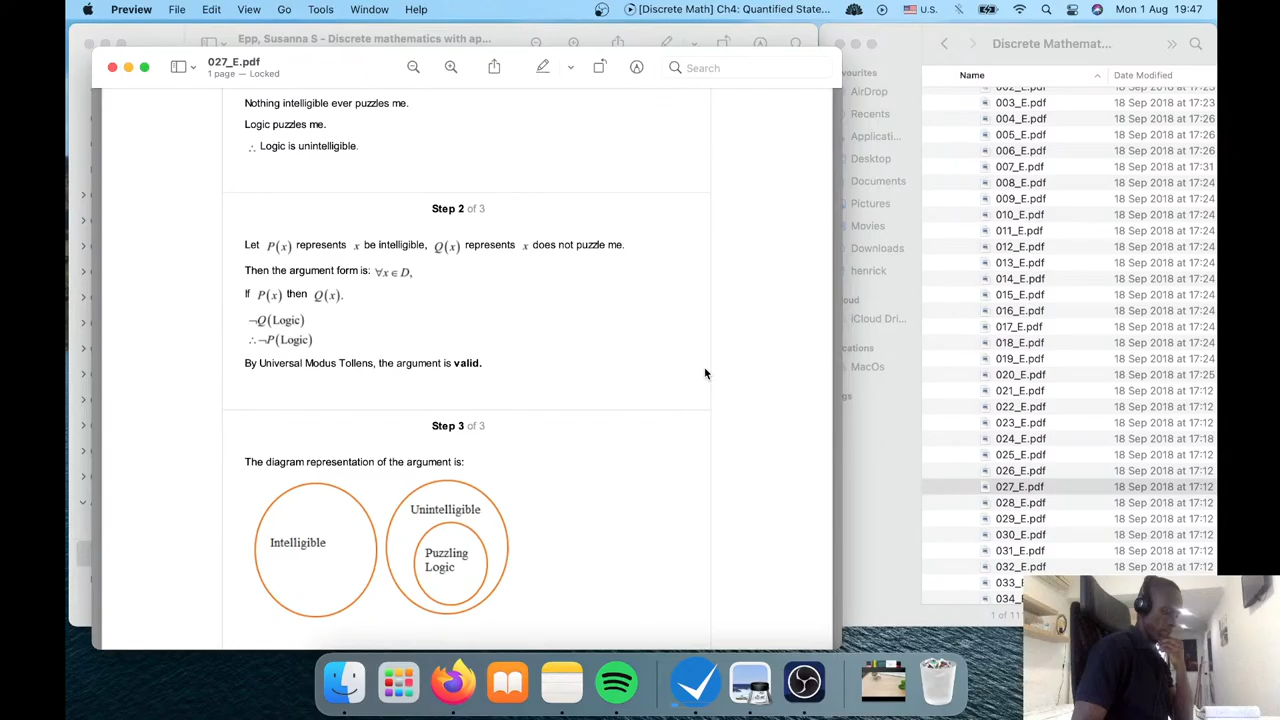 Preview File Edit View Go Tools Window Help [Discrete Math] Ch4: Quantified State... U.S. Mon 1 Aug 19:47
Epp, Susanna S - Discrete mathematics with ap...
027_E.pdf
1 page — Locked
Search
Nothing intelligible ever puzzles me.
Logic puzzles me.
∴ Logic is unintelligible.
Step 2 of 3
Let P(x) represents x be intelligible, Q(x) represents x does not puzzle me.
Then the argument form is: ∀x ∈ D,
If P(x) then Q(x).
¬Q(Logic)
∴ ¬P(Logic)
By Universal Modus Tollens, the argument is valid.
Step 3 of 3
The diagram representation of the argument is:
Intelligible
Unintelligible
Puzzling
Logic
Discrete Mathemat...
Name Date Modified
vourites
AirDrop
Recents
Applicati...
Desktop
Documents
Pictures
Movies
Downloads
henrick
oud
iCloud Dri...
cations
MacOs
gs
002_E.pdf 18 Sep 2018 at 17:23
003_E.pdf 18 Sep 2018 at 17:23
004_E.pdf 18 Sep 2018 at 17:26
005_E.pdf 18 Sep 2018 at 17:26
006_E.pdf 18 Sep 2018 at 17:26
007_E.pdf 18 Sep 2018 at 17:31
008_E.pdf 18 Sep 2018 at 17:24
009_E.pdf 18 Sep 2018 at 17:24
010_E.pdf 18 Sep 2018 at 17:24
011_E.pdf 18 Sep 2018 at 17:24
012_E.pdf 18 Sep 2018 at 17:24
013_E.pdf 18 Sep 2018 at 17:24
014_E.pdf 18 Sep 2018 at 17:24
015_E.pdf 18 Sep 2018 at 17:24
016_E.pdf 18 Sep 2018 at 17:24
017_E.pdf 18 Sep 2018 at 17:24
018_E.pdf 18 Sep 2018 at 17:24
019_E.pdf 18 Sep 2018 at 17:24
020_E.pdf 18 Sep 2018 at 17:25
021_E.pdf 18 Sep 2018 at 17:12
022_E.pdf 18 Sep 2018 at 17:12
023_E.pdf 18 Sep 2018 at 17:12
024_E.pdf 18 Sep 2018 at 17:18
025_E.pdf 18 Sep 2018 at 17:12
026_E.pdf 18 Sep 2018 at 17:12
027_E.pdf 18 Sep 2018 at 17:12
028_E.pdf 18 Sep 2018 at 17:12
029_E.pdf 18 Sep 2018 at 17:12
030_E.pdf 18 Sep 2018 at 17:12
031_E.pdf 18 Sep 2018 at 17:12
032_E.pdf 18 Sep 2018 at 17:12
033_
034_
1 of 11